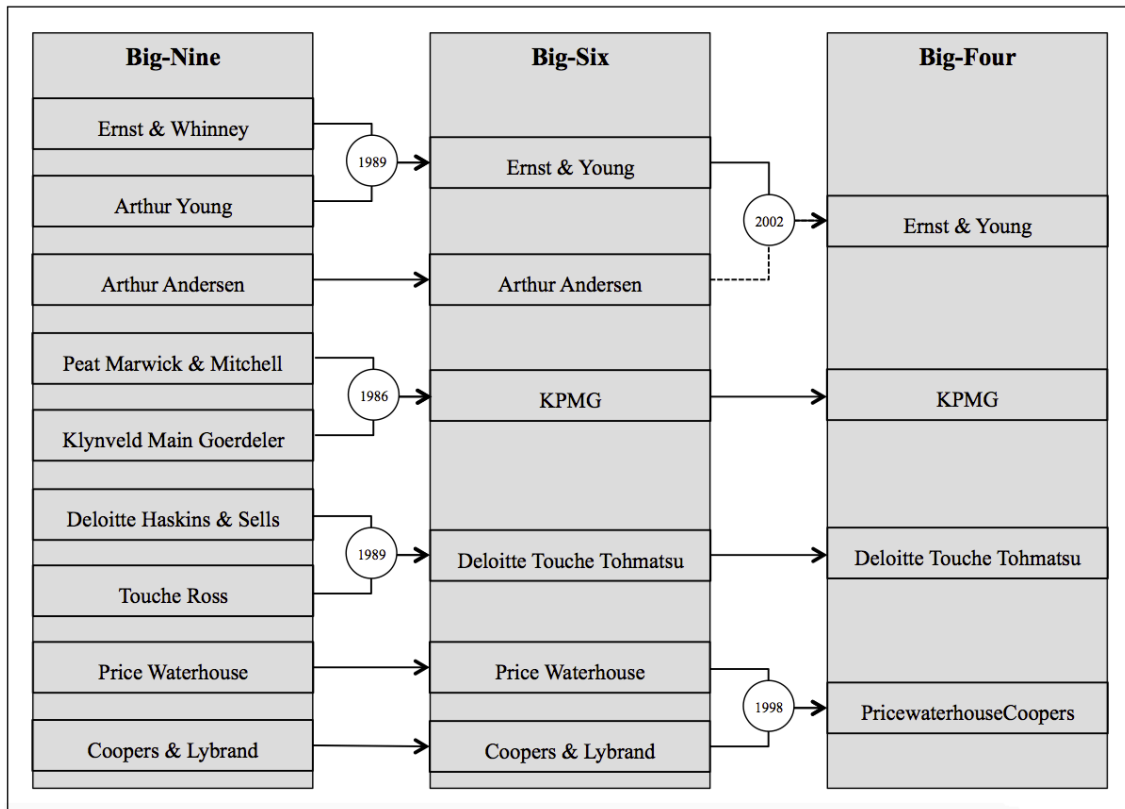 Big-Nine
Ernst & Whinney
Arthur Young
Arthur Andersen
Peat Marwick & Mitchell
Klynveld Main Goerdeler
Deloitte Haskins & Sells
Touche Ross
Price Waterhouse
Coopers & Lybrand
1989
1986
1989
Big-Six
Ernst & Young
Arthur Andersen
KPMG
Deloitte Touche Tohmatsu
Price Waterhouse
Coopers & Lybrand
2002
1998
Big-Four
Ernst & Young
KPMG
Deloitte Touche Tohmatsu
PricewaterhouseCoopers